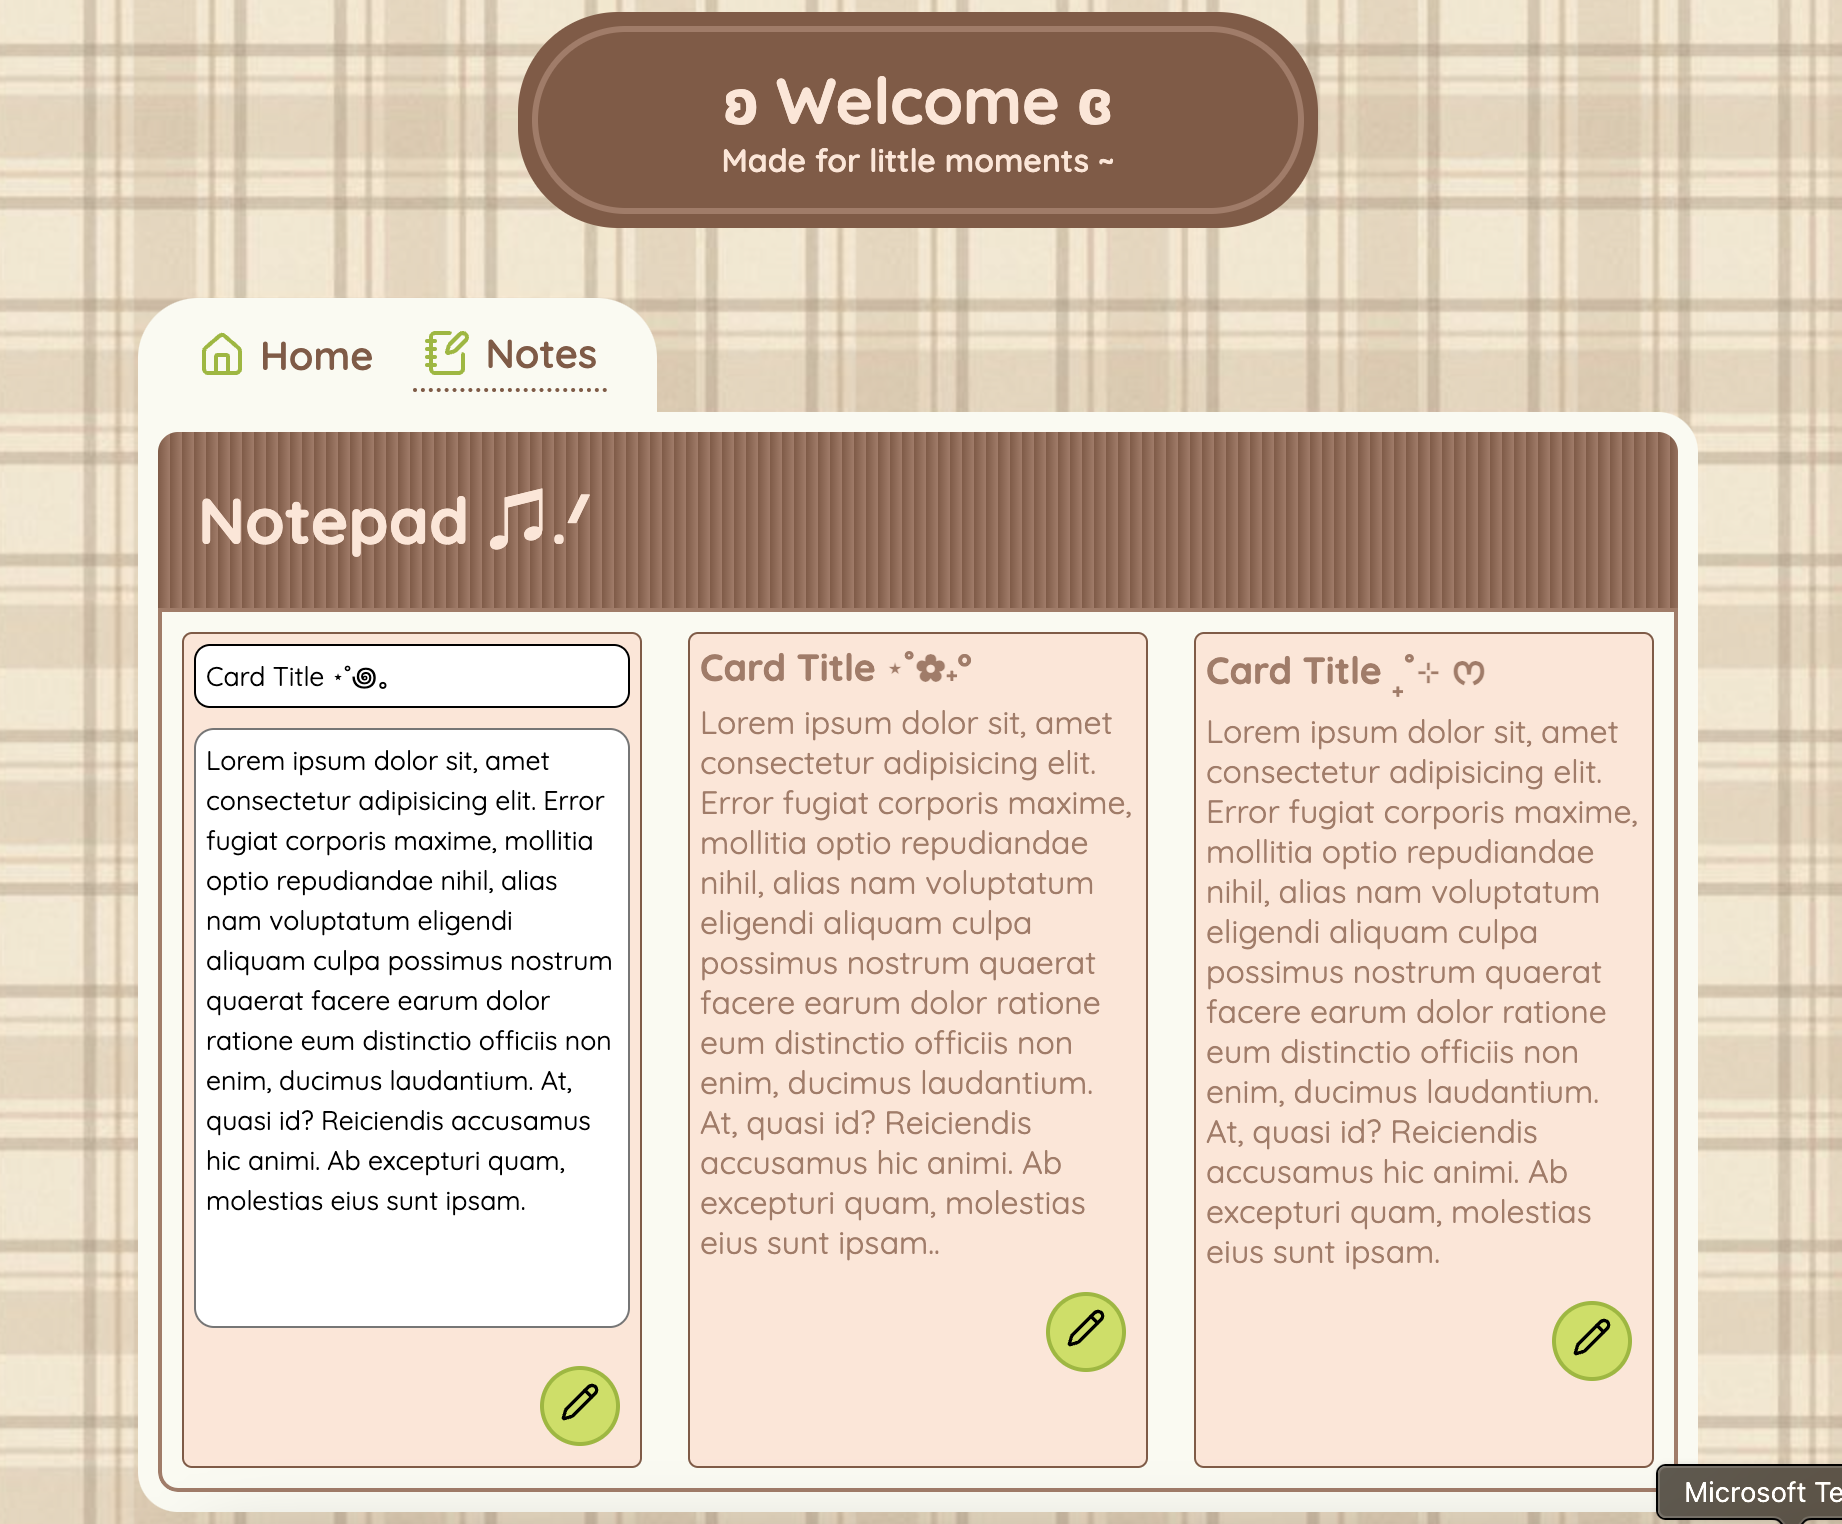 ʚ Welcome ɞ
Made for little moments ~
Home
Notes
Notepad ♫.ᐟ
Card Title ⋆˚࿔｡
Lorem ipsum dolor sit, amet
consectetur adipisicing elit. Error
fugiat corporis maxime, mollitia
optio repudiandae nihil, alias
nam voluptatum eligendi
aliquam culpa possimus nostrum
quaerat facere earum dolor
ratione eum distinctio officiis non
enim, ducimus laudantium. At,
quasi id? Reiciendis accusamus
hic animi. Ab excepturi quam,
molestias eius sunt ipsam.
Card Title ⋆˚✿˖°
Lorem ipsum dolor sit, amet
consectetur adipisicing elit.
Error fugiat corporis maxime,
mollitia optio repudiandae
nihil, alias nam voluptatum
eligendi aliquam culpa
possimus nostrum quaerat
facere earum dolor ratione
eum distinctio officiis non
enim, ducimus laudantium.
At, quasi id? Reiciendis
accusamus hic animi. Ab
excepturi quam, molestias
eius sunt ipsam..
Card Title ₊˚⊹ ෆ
Lorem ipsum dolor sit, amet
consectetur adipisicing elit.
Error fugiat corporis maxime,
mollitia optio repudiandae
nihil, alias nam voluptatum
eligendi aliquam culpa
possimus nostrum quaerat
facere earum dolor ratione
eum distinctio officiis non
enim, ducimus laudantium.
At, quasi id? Reiciendis
accusamus hic animi. Ab
excepturi quam, molestias
eius sunt ipsam.
Microsoft Te